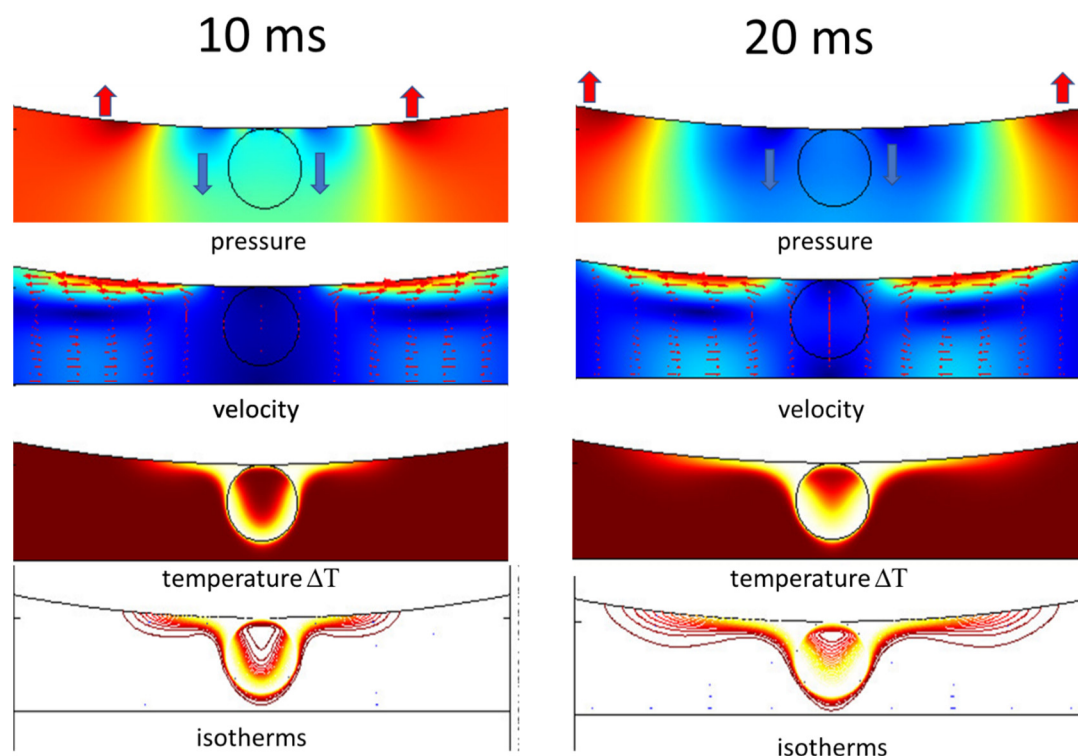 10 ms
20 ms
pressure
pressure
velocity
velocity
temperature ΔT
temperature ΔT
isotherms
isotherms